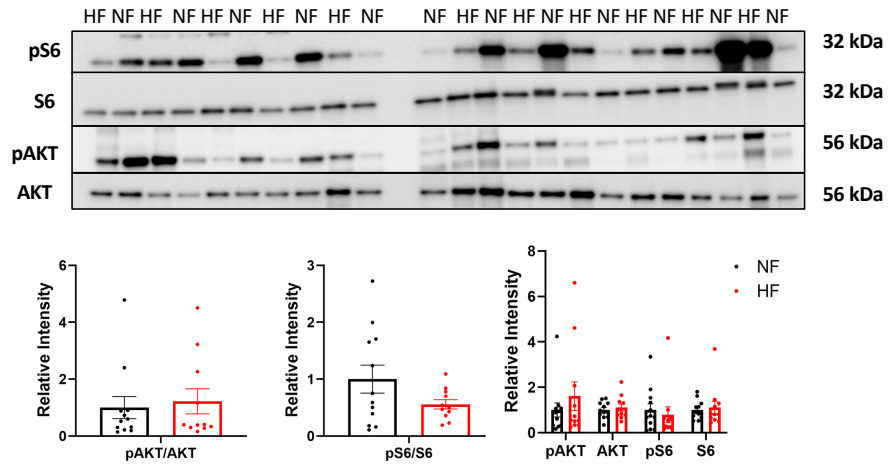 HF NF HF NF HF NF HF NF HF NF NF HF NF HF NF HF NF HF NF HF NF HF NF
pS6 32 kDa
S6 32 kDa
pAKT 56 kDa
AKT 56 kDa
Relative Intensity
6
4
2
0
pAKT/AKT
Relative Intensity
3
2
1
0
pS6/S6
Relative Intensity
8
6
4
2
0
pAKT AKT pS6 S6
NF
HF